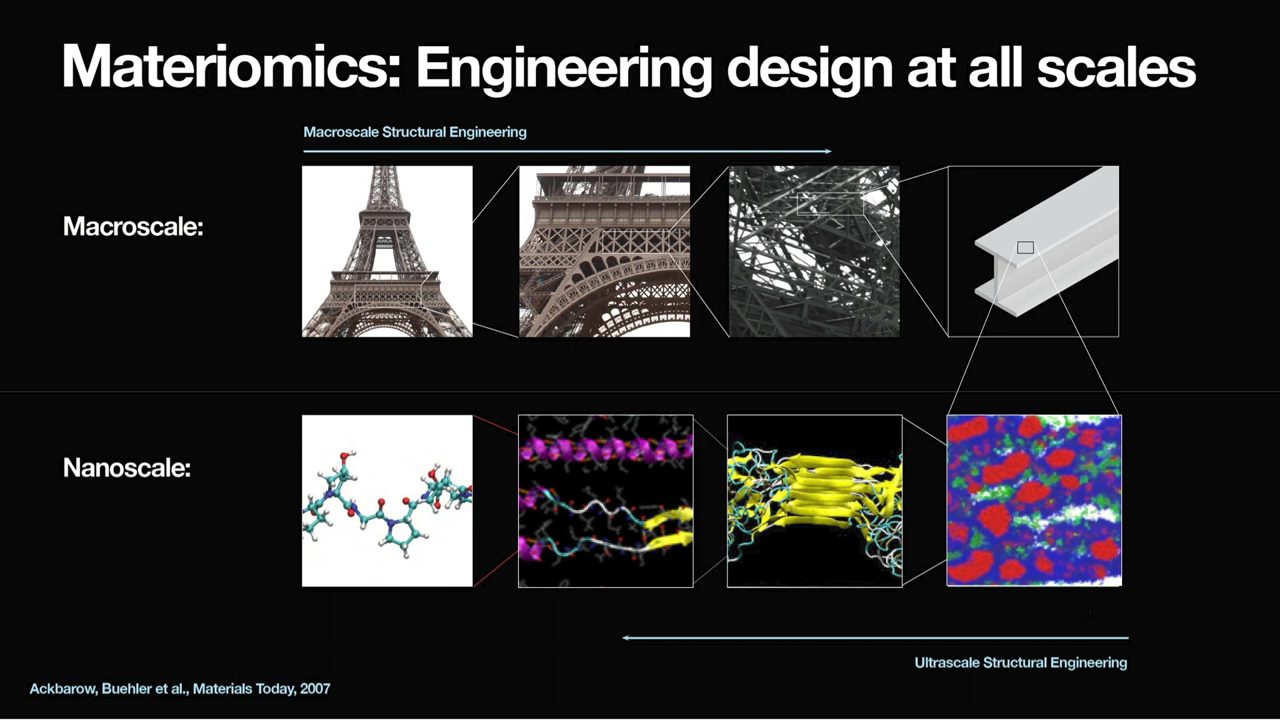 Materiomics: Engineering design at all scales
Macroscale Structural Engineering
Macroscale:
Nanoscale:
Ultrascale Structural Engineering
Ackbarow, Buehler et al., Materials Today, 2007